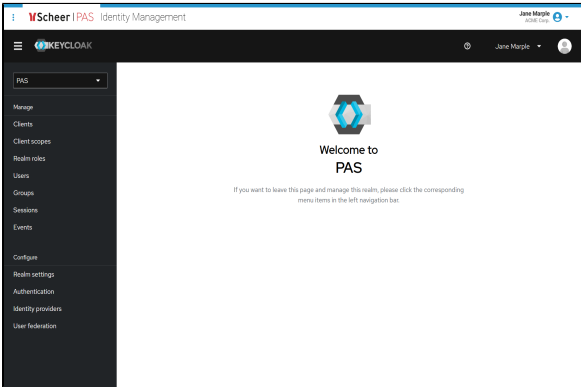 Scheer | PAS Identity Management
Jane Marple
ACME Corp.
KEYCLOAK
Jane Marple
PAS
Manage
Clients
Client scopes
Realm roles
Users
Groups
Sessions
Events
Configure
Realm settings
Authentication
Identity providers
User federation
Welcome to
PAS
If you want to leave this page and manage this realm, please click the corresponding
menu items in the left navigation bar.